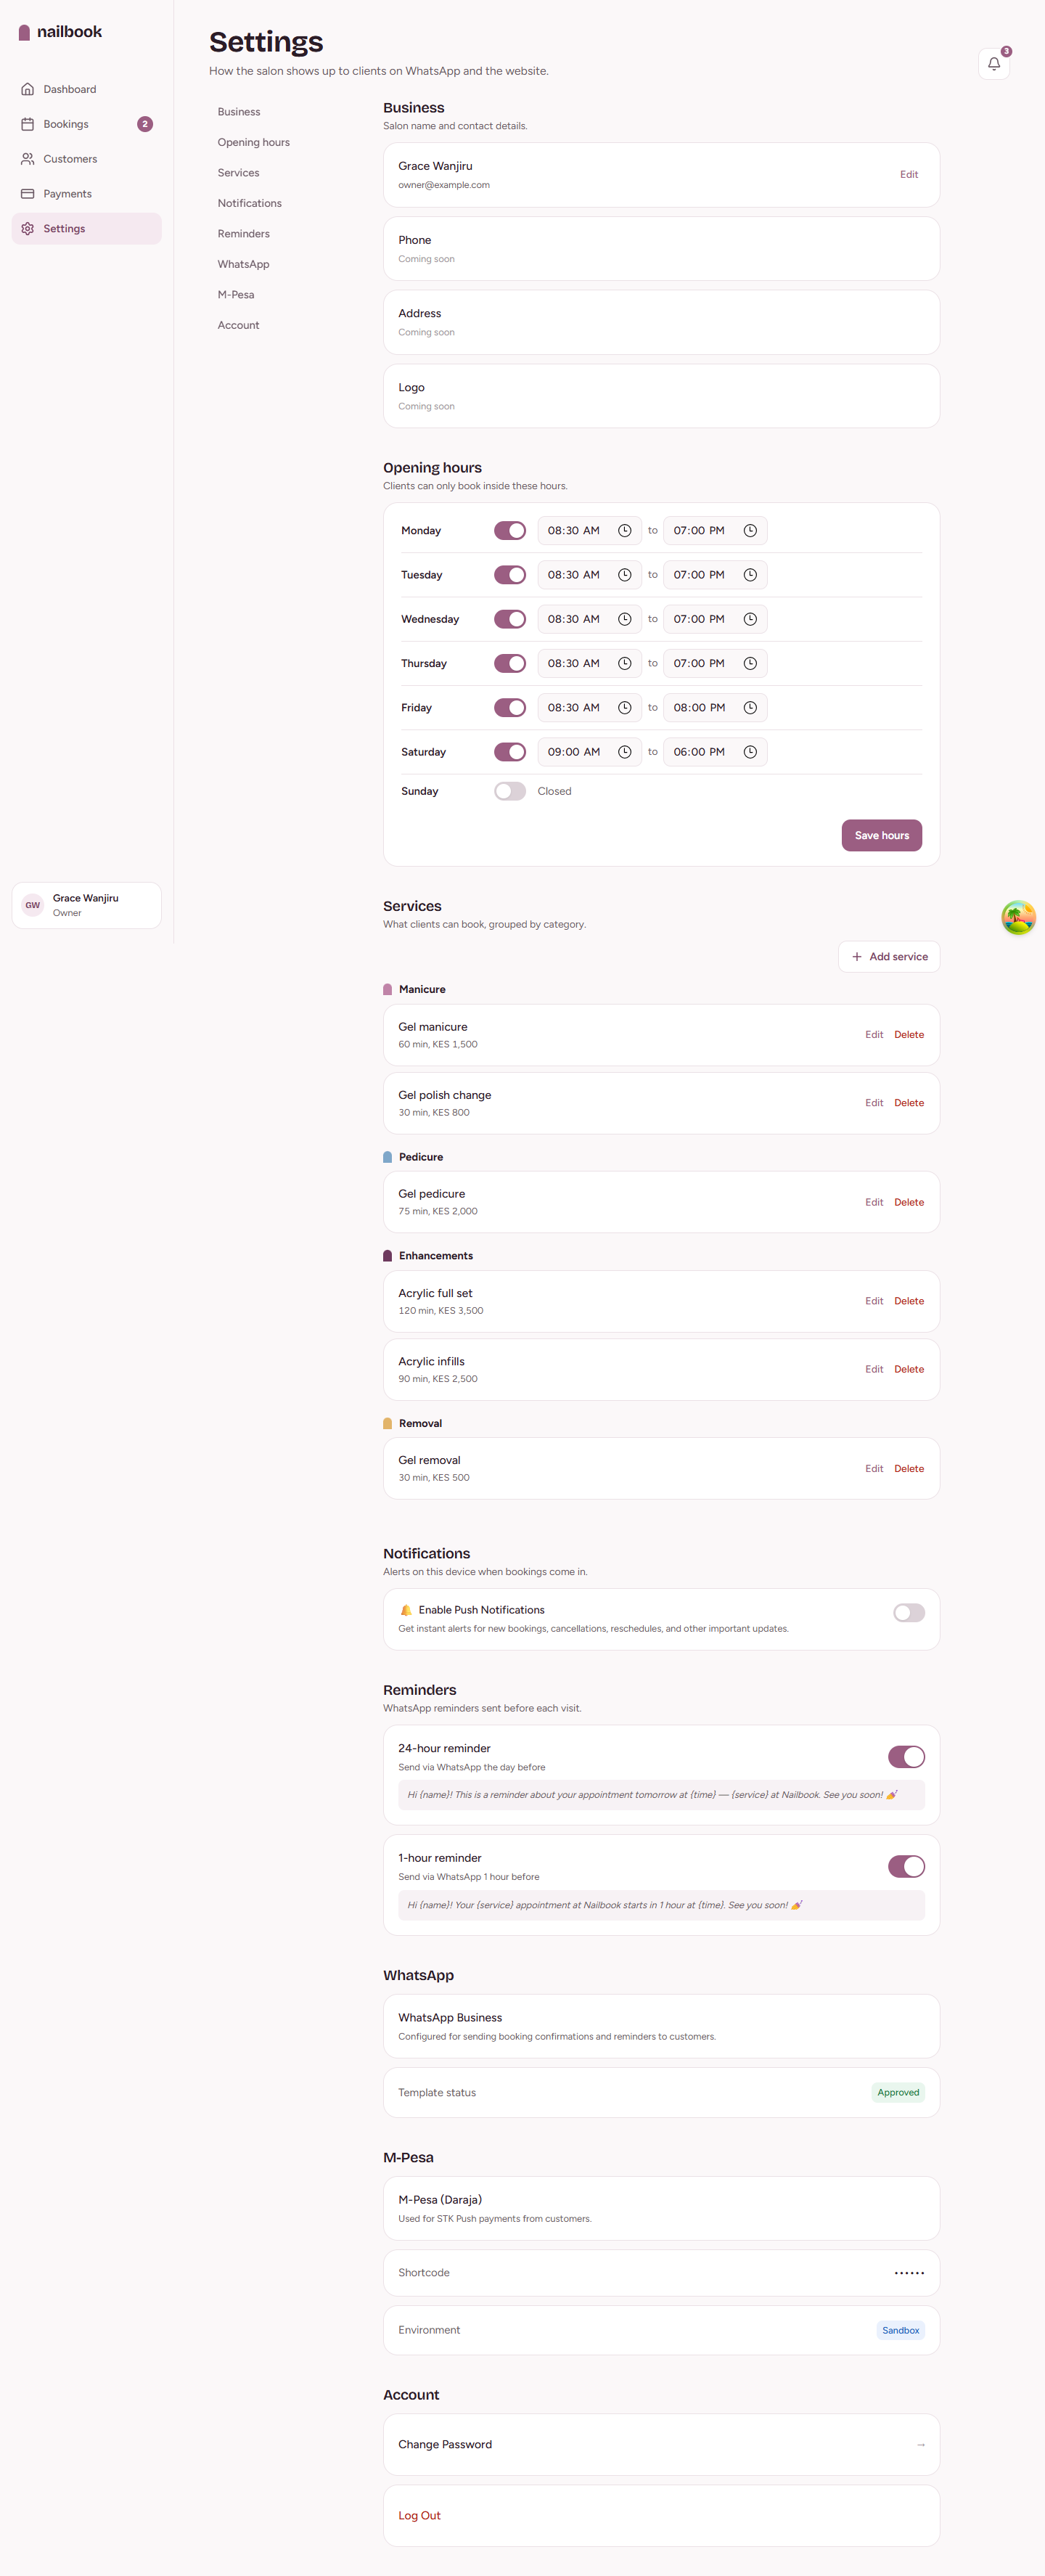 nailbook
Dashboard
Bookings 2
Customers
Payments
Settings
Grace Wanjiru
GW
Owner
Settings
How the salon shows up to clients on WhatsApp and the website.
3
Business
Opening hours
Services
Notifications
Reminders
WhatsApp
M-Pesa
Account
Business
Salon name and contact details.
Grace Wanjiru
owner@example.com
Edit
Phone
Coming soon
Address
Coming soon
Logo
Coming soon
Opening hours
Clients can only book inside these hours.
Monday 08:30 AM to 07:00 PM
Tuesday 08:30 AM to 07:00 PM
Wednesday 08:30 AM to 07:00 PM
Thursday 08:30 AM to 07:00 PM
Friday 08:30 AM to 08:00 PM
Saturday 09:00 AM to 06:00 PM
Sunday Closed
Save hours
Services
What clients can book, grouped by category.
+ Add service
Manicure
Gel manicure
60 min, KES 1,500
Edit Delete
Gel polish change
30 min, KES 800
Edit Delete
Pedicure
Gel pedicure
75 min, KES 2,000
Edit Delete
Enhancements
Acrylic full set
120 min, KES 3,500
Edit Delete
Acrylic infills
90 min, KES 2,500
Edit Delete
Removal
Gel removal
30 min, KES 500
Edit Delete
Notifications
Alerts on this device when bookings come in.
🔔 Enable Push Notifications
Get instant alerts for new bookings, cancellations, reschedules, and other important updates.
Reminders
WhatsApp reminders sent before each visit.
24-hour reminder
Send via WhatsApp the day before
Hi {name}! This is a reminder about your appointment tomorrow at {time} — {service} at Nailbook. See you soon! 💅
1-hour reminder
Send via WhatsApp 1 hour before
Hi {name}! Your {service} appointment at Nailbook starts in 1 hour at {time}. See you soon! 💅
WhatsApp
WhatsApp Business
Configured for sending booking confirmations and reminders to customers.
Template status Approved
M-Pesa
M-Pesa (Daraja)
Used for STK Push payments from customers.
Shortcode ••••••
Environment Sandbox
Account
Change Password →
Log Out